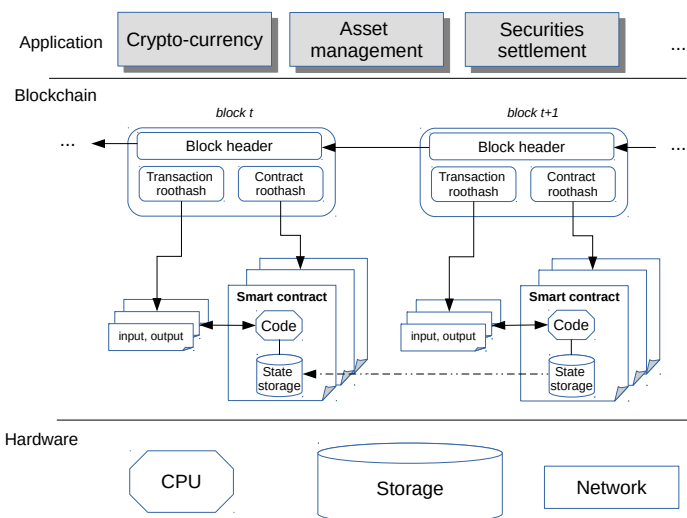 Application
Crypto-currency
Asset
management
Securities
settlement
...
Blockchain
block t
block t+1
...
Block header
Block header
...
Transaction
roothash
Contract
roothash
Transaction
roothash
Contract
roothash
Smart contract
Smart contract
input, output
Code
input, output
Code
State
storage
State
storage
Hardware
CPU
Storage
Network